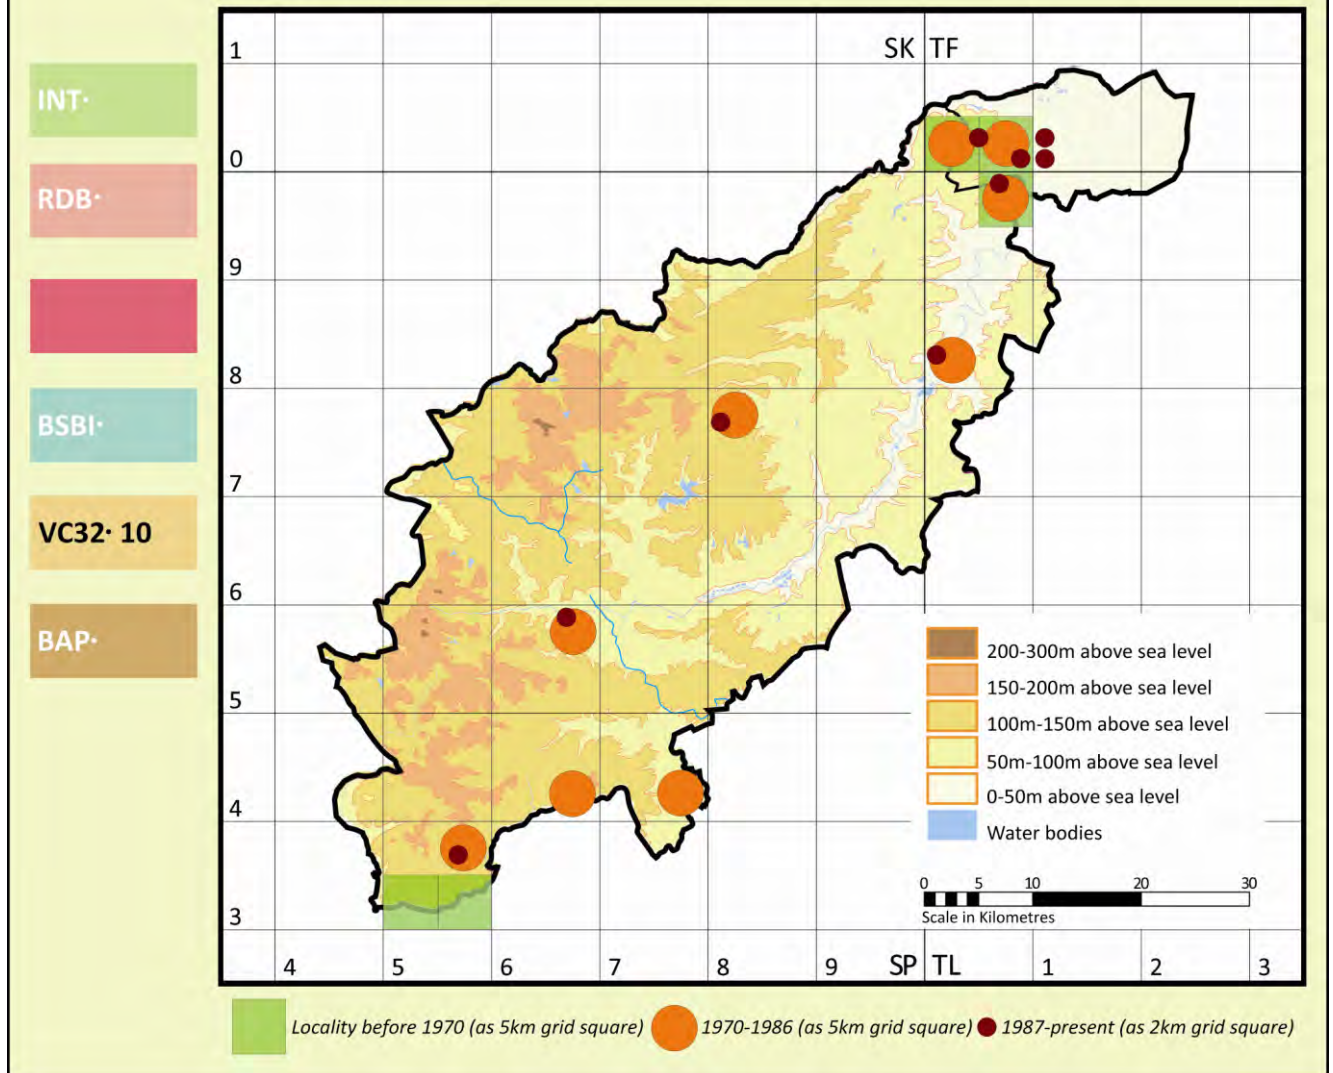 INT·
RDB·
BSBI·
VC32· 10
BAP·
SK TF
1
0
9
8
7
6
5
4
3
4 5 6 7 8 9 SP TL 1 2 3
200-300m above sea level
150-200m above sea level
100m-150m above sea level
50m-100m above sea level
0-50m above sea level
Water bodies
0 5 10 20 30
Scale in Kilometres
Locality before 1970 (as 5km grid square) 1970-1986 (as 5km grid square) 1987-present (as 2km grid square)